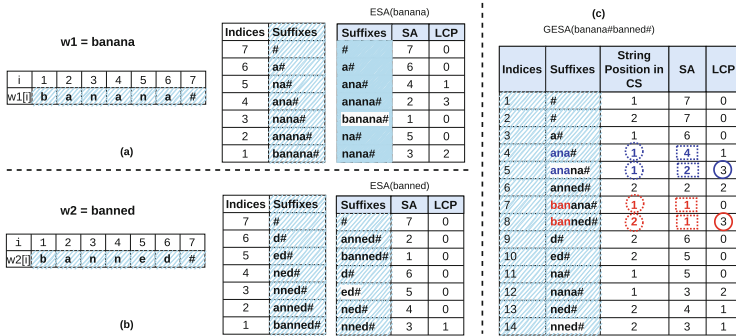 w1 = banana
i 1 2 3 4 5 6 7
w1[i] b a n a n a #
(a)
Indices Suffixes
7 #
6 a#
5 na#
4 ana#
3 nana#
2 anana#
1 banana#
ESA(banana)
Suffixes SA LCP
# 7 0
a# 6 0
ana# 4 1
anana# 2 3
banana# 1 0
na# 5 0
nana# 3 2
w2 = banned
i 1 2 3 4 5 6 7
w2[i] b a n n e d #
(b)
Indices Suffixes
7 #
6 d#
5 ed#
4 ned#
3 nned#
2 anned#
1 banned#
ESA(banned)
Suffixes SA LCP
# 7 0
anned# 2 0
banned# 1 0
d# 6 0
ed# 5 0
ned# 4 0
nned# 3 1
(c)
GESA(banana#banned#)
Indices Suffixes String Position in CS SA LCP
1 # 1 7 0
2 # 2 7 0
3 a# 1 6 0
4 ana# 1 4 1
5 anana# 1 2 3
6 anned# 2 2 2
7 banana# 1 1 0
8 banned# 2 1 3
9 d# 2 6 0
10 ed# 2 5 0
11 na# 1 5 0
12 nana# 1 3 2
13 ned# 2 4 1
14 nned# 2 3 1